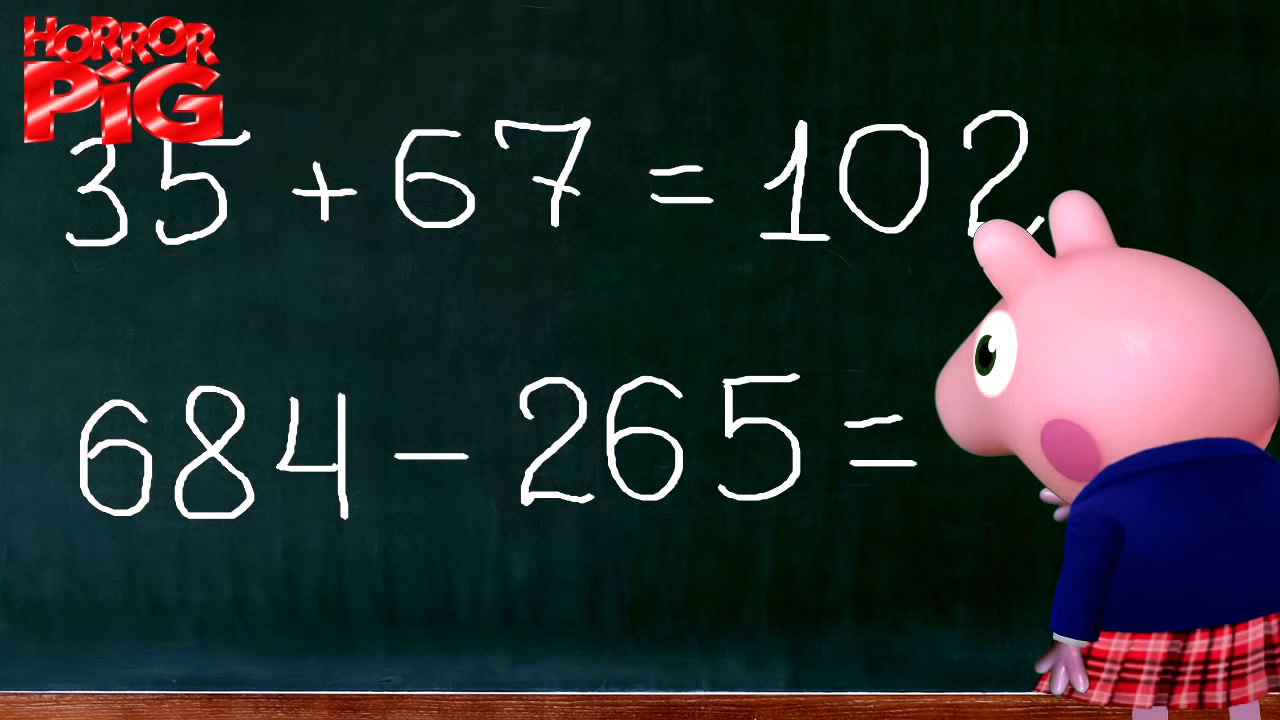 HORROR
PiG
35 + 67 = 102
684 - 265 =